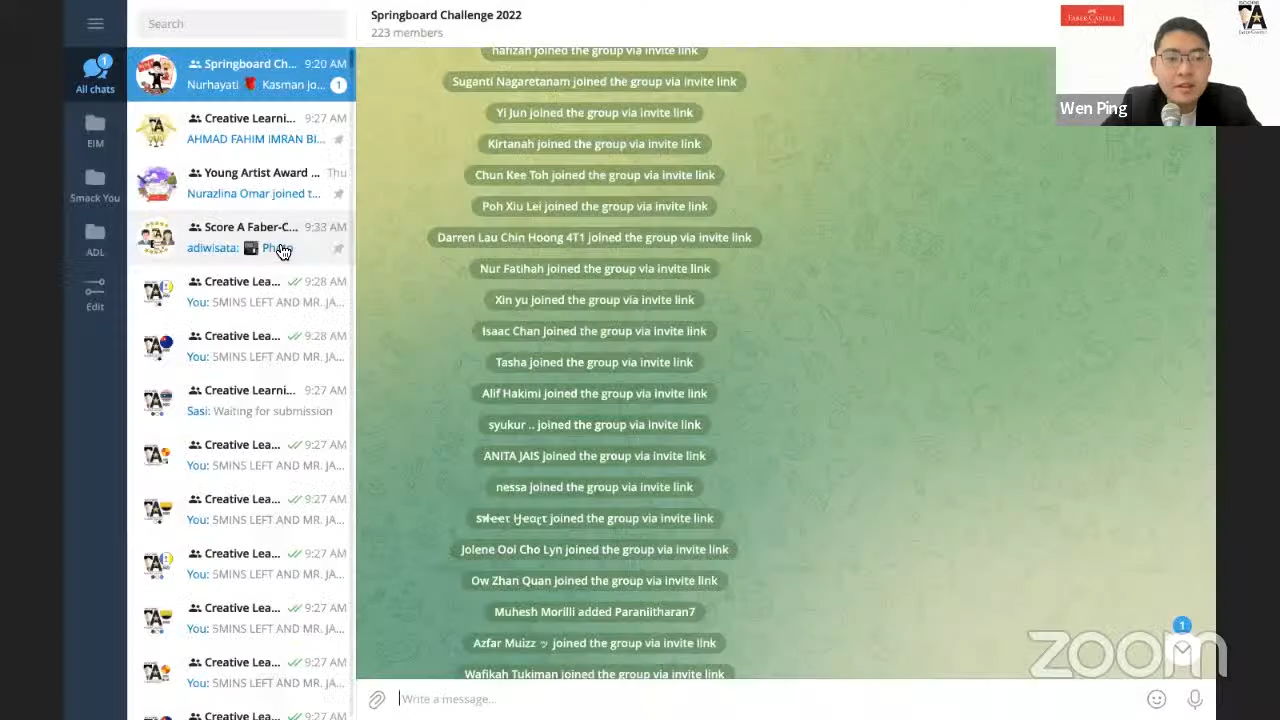 Search
All chats
1
EIM
Smack You
ADL
Edit
Springboard Ch... 9:20 AM
Nurhayati Kasman jo... 1
Creative Learni... 9:27 AM
AHMAD FAHIM IMRAN BI...
Young Artist Award ... Thu
Nurazlina Omar joined t...
Score A Faber-C... 9:33 AM
adiwisata: Photo
Creative Lea... 9:28 AM
You: 5MINS LEFT AND MR. JA...
Creative Lea... 9:28 AM
You: 5MINS LEFT AND MR. JA...
Creative Learni... 9:27 AM
Sasi: Waiting for submission
Creative Lea... 9:27 AM
You: 5MINS LEFT AND MR. JA...
Creative Lea... 9:27 AM
You: 5MINS LEFT AND MR. JA...
Creative Lea... 9:27 AM
You: 5MINS LEFT AND MR. JA...
Creative Lea... 9:27 AM
You: 5MINS LEFT AND MR. JA...
Creative Lea... 9:27 AM
You: 5MINS LEFT AND MR. JA...
Creative Lea... 9:27 AM
Springboard Challenge 2022
223 members
hafizah joined the group via invite link
Suganti Nagaretanam joined the group via invite link
Yi Jun joined the group via invite link
Kirtanah joined the group via invite link
Chun Kee Toh joined the group via invite link
Poh Xiu Lei joined the group via invite link
Darren Lau Chin Hoong 4T1 joined the group via invite link
Nur Fatihah joined the group via invite link
Xin yu joined the group via invite link
Isaac Chan joined the group via invite link
Tasha joined the group via invite link
Alif Hakimi joined the group via invite link
syukur .. joined the group via invite link
ANITA JAIS joined the group via invite link
nessa joined the group via invite link
joined the group via invite link
Jolene Ooi Cho Lyn joined the group via invite link
Ow Zhan Quan joined the group via invite link
Muhesh Morilli added Paraniitharan7
Azfar Muizz ッ joined the group via invite link
Wafikah Tukiman joined the group via invite link
Write a message...
1
FABER-CASTELL
Wen Ping
zoom